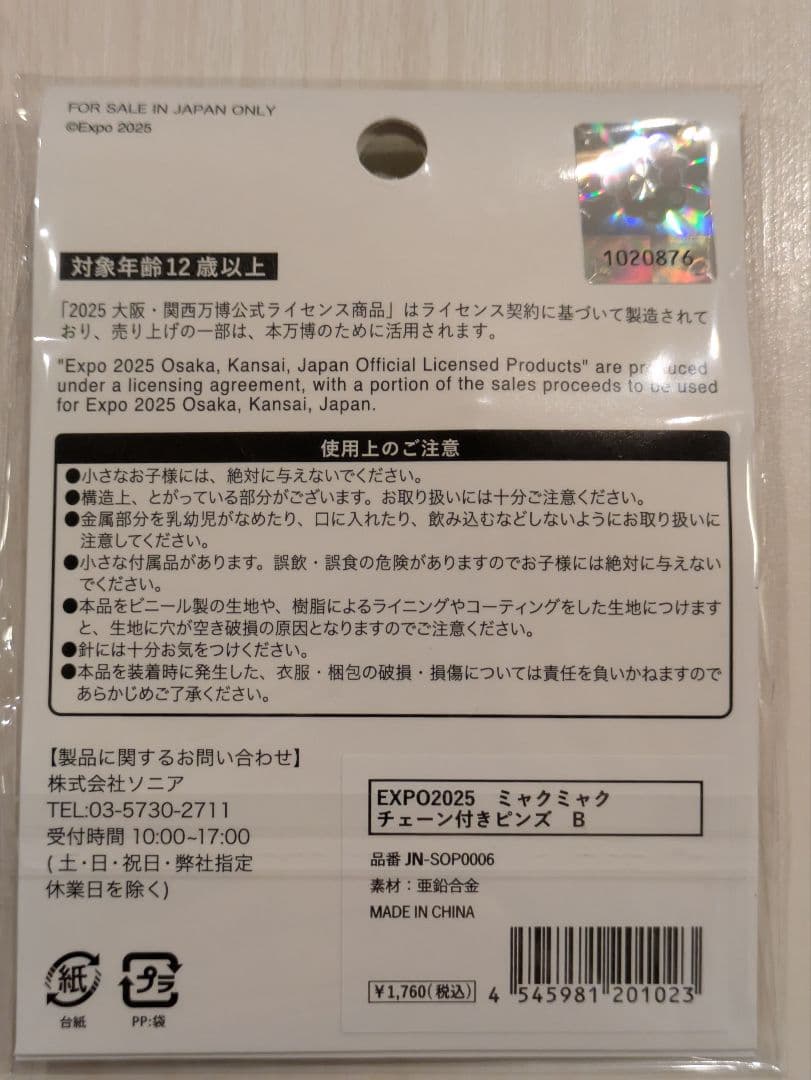 FOR SALE IN JAPAN ONLY
©Expo 2025
1020876
対象年齢12歳以上
「2025 大阪・関西万博公式ライセンス商品」はライセンス契約に基づいて製造されて
おり、売り上げの一部は、本万博のために活用されます。
"Expo 2025 Osaka, Kansai, Japan Official Licensed Products" are produced
under a licensing agreement, with a portion of the sales proceeds to be used
for Expo 2025 Osaka, Kansai, Japan.
使用上のご注意
●小さなお子様には、絶対に与えないでください。
●構造上、とがっている部分がございます。お取り扱いには十分ご注意ください。
●金属部分を乳幼児がなめたり、口に入れたり、飲み込むなどしないようにお取り扱いに
注意してください。
●小さな付属品があります。誤飲・誤食の危険がありますのでお子様には絶対に与えない
でください。
●本品をビニール製の生地や、樹脂によるライニングやコーティングをした生地につけます
と、生地に穴が空き破損の原因となりますのでご注意ください。
●針には十分お気をつけください。
●本品を装着時に発生した、衣服・梱包の破損・損傷については責任を負いかねますので
あらかじめご了承ください。
【製品に関するお問い合わせ】
株式会社ソニア
TEL:03-5730-2711
受付時間 10:00~17:00
(土・日・祝日・弊社指定
休業日を除く)
紙
台紙
プラ
PP:袋
EXPO2025 ミャクミャク
チェーン付きピンズ B
品番 JN-SOP0006
素材：亜鉛合金
MADE IN CHINA
￥1,760(税込)
4 545981 201023